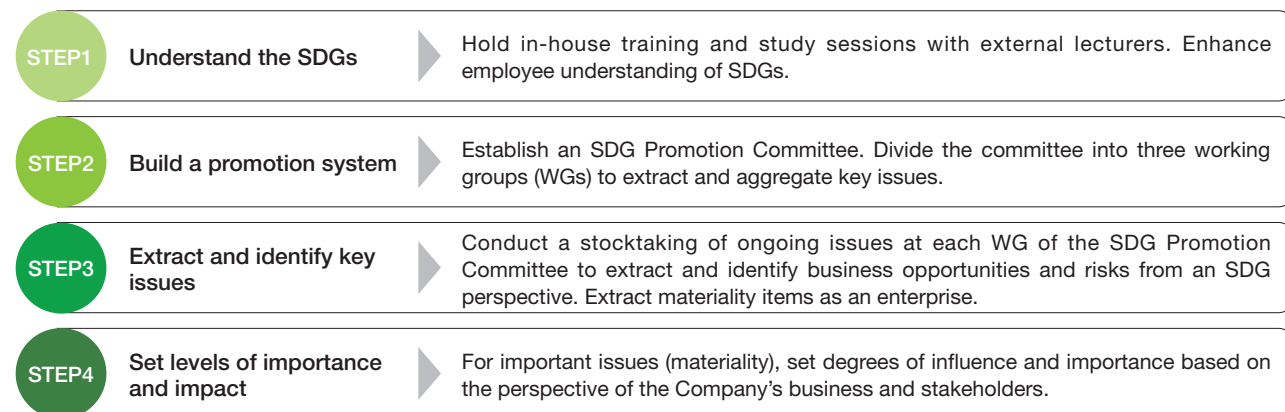 STEP1
Understand the SDGs
Hold in-house training and study sessions with external lecturers. Enhance
employee understanding of SDGs.
STEP2
Build a promotion system
Establish an SDG Promotion Committee. Divide the committee into three working
groups (WGs) to extract and aggregate key issues.
STEP3
Extract and identify key
issues
Conduct a stocktaking of ongoing issues at each WG of the SDG Promotion
Committee to extract and identify business opportunities and risks from an SDG
perspective. Extract materiality items as an enterprise.
STEP4
Set levels of importance
and impact
For important issues (materiality), set degrees of influence and importance based on
the perspective of the Company’s business and stakeholders.